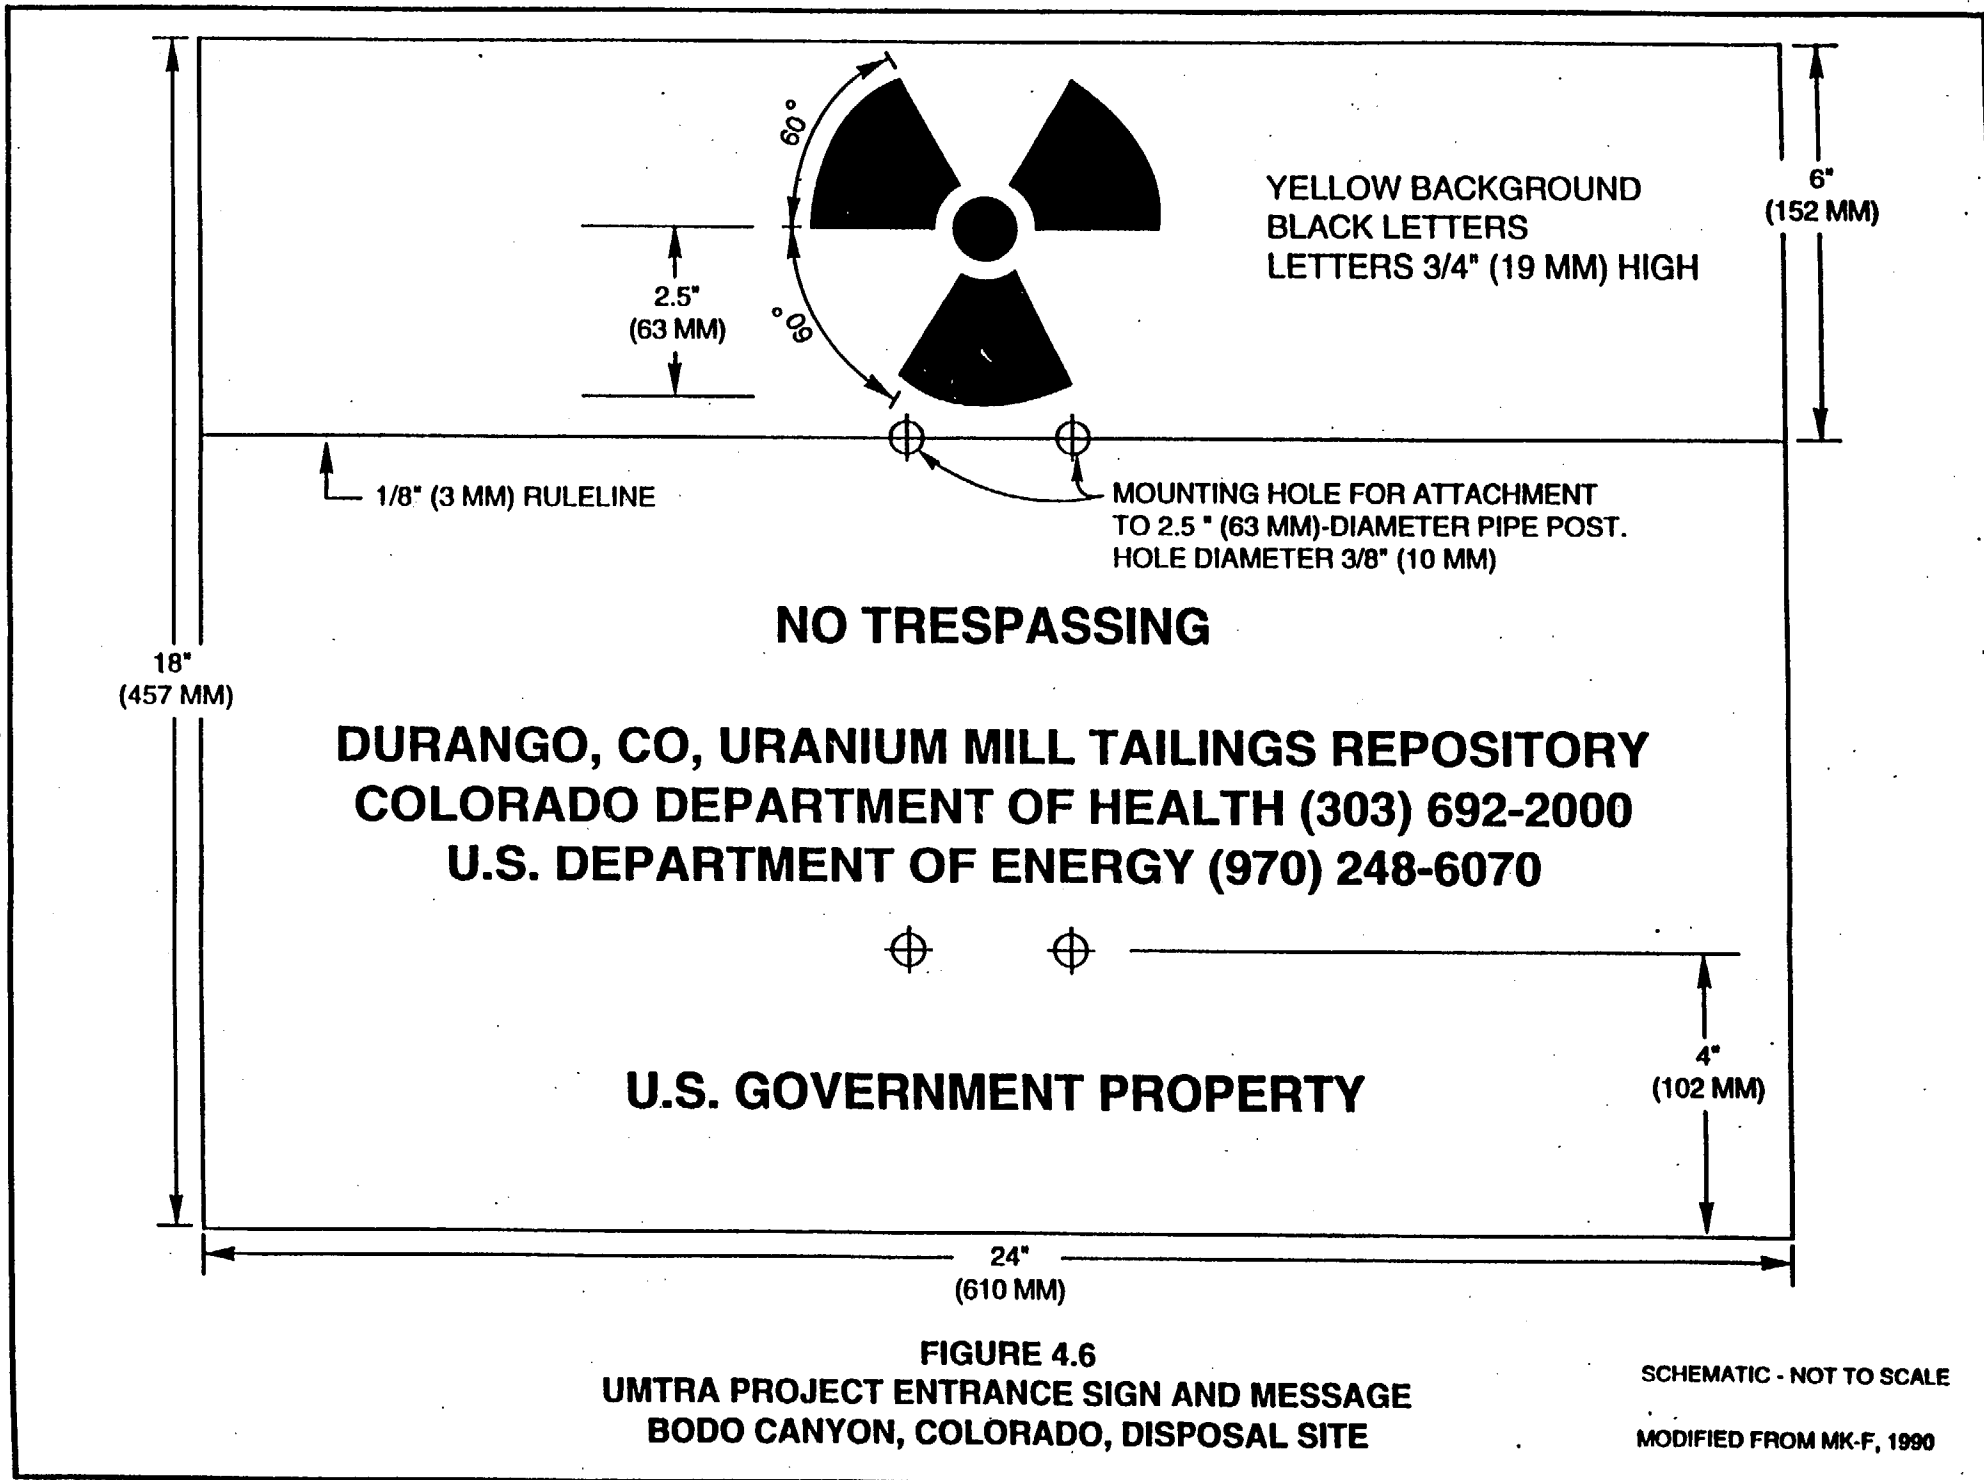 60°
YELLOW BACKGROUND
BLACK LETTERS
LETTERS 3/4" (19 MM) HIGH
6"
(152 MM)
2.5"
(63 MM)
60°
1/8" (3 MM) RULELINE
MOUNTING HOLE FOR ATTACHMENT
TO 2.5 " (63 MM)-DIAMETER PIPE POST.
HOLE DIAMETER 3/8" (10 MM)
NO TRESPASSING
18"
(457 MM)
DURANGO, CO, URANIUM MILL TAILINGS REPOSITORY
COLORADO DEPARTMENT OF HEALTH (303) 692-2000
U.S. DEPARTMENT OF ENERGY (970) 248-6070
4"
(102 MM)
U.S. GOVERNMENT PROPERTY
24"
(610 MM)
FIGURE 4.6
UMTRA PROJECT ENTRANCE SIGN AND MESSAGE
BODO CANYON, COLORADO, DISPOSAL SITE
SCHEMATIC - NOT TO SCALE
MODIFIED FROM MK-F, 1990